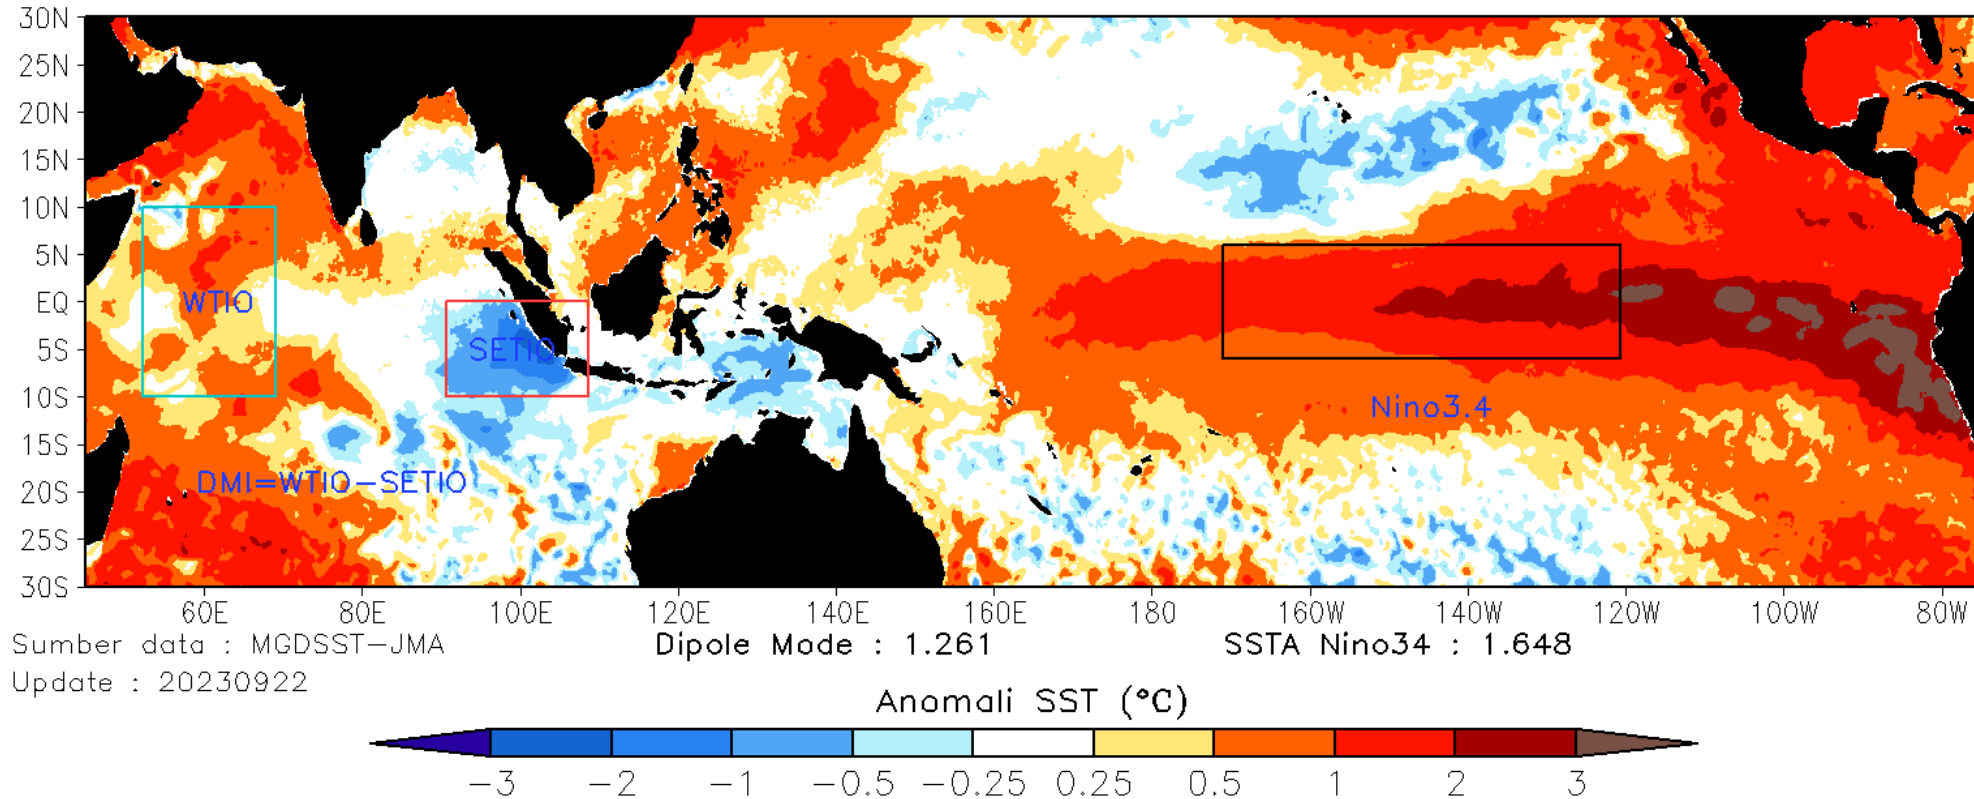 30N
25N
20N
15N
10N
5N
EQ
5S
10S
15S
20S
25S
30S
WTIO
SETIO
Nino3.4
DMI=WTIO−SETIO
60E 80E 100E 120E 140E 160E 180 160W 140W 120W 100W 80W
Sumber data : MGDSST−JMA Dipole Mode : 1.261 SSTA Nino34 : 1.648
Update : 20230922
Anomali SST (°C)
−3 −2 −1 −0.5 −0.25 0.25 0.5 1 2 3